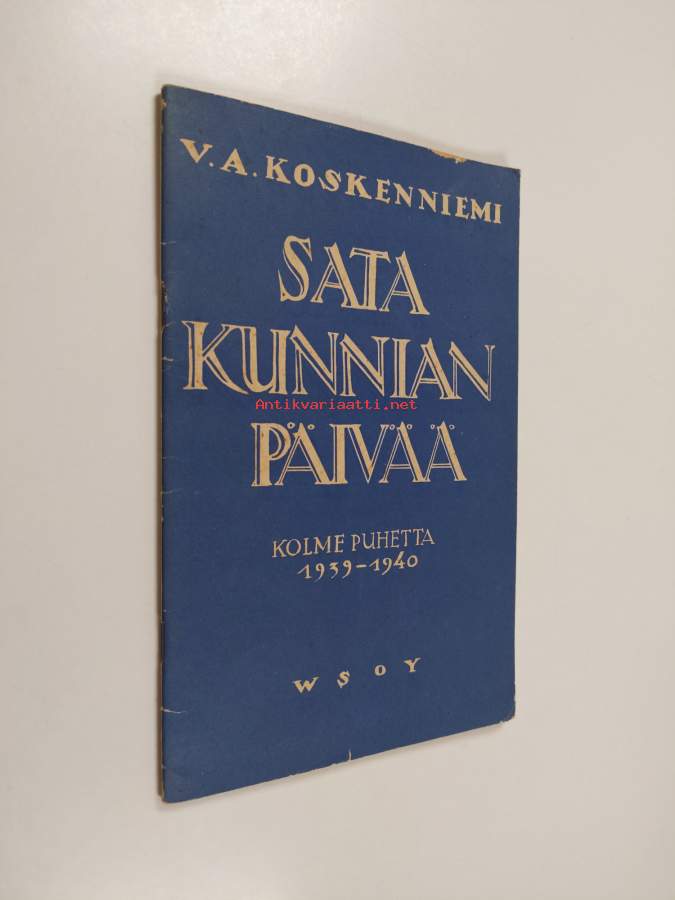 V. A. KOSKENNIEMI
SATA
KUNNIAN
Antikvariaatti.net
PÄIVÄÄ
KOLME PUHETTA
1939–1940
WSOY